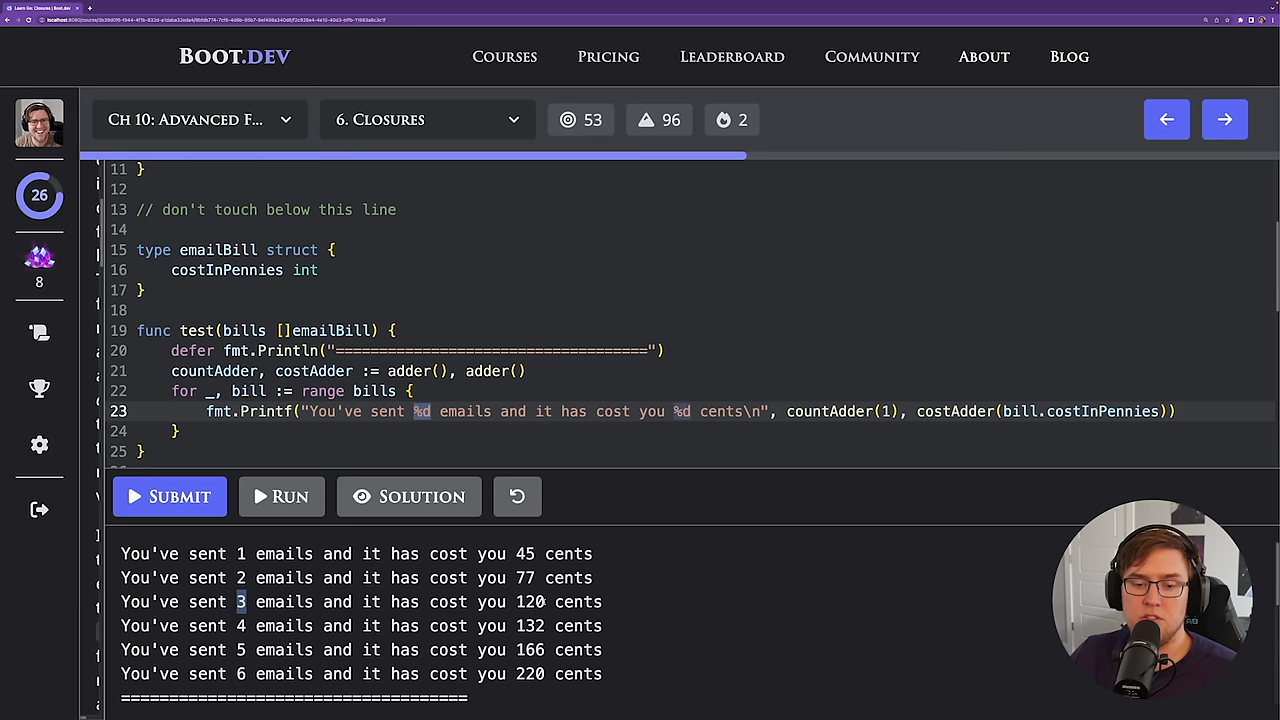 Learn Go: Closures | Boot.dev
BOOT.DEV
COURSES
PRICING
LEADERBOARD
COMMUNITY
ABOUT
BLOG
CH 10: ADVANCED F...
6. CLOSURES
53
96
2
26
8
11 }
12
13 // don't touch below this line
14
15 type emailBill struct {
16 costInPennies int
17 }
18
19 func test(bills []emailBill) {
20 defer fmt.Println("====================================")
21 countAdder, costAdder := adder(), adder()
22 for _, bill := range bills {
23 fmt.Printf("You've sent %d emails and it has cost you %d cents\n", countAdder(1), costAdder(bill.costInPennies))
24 }
25 }
SUBMIT
RUN
SOLUTION
You've sent 1 emails and it has cost you 45 cents
You've sent 2 emails and it has cost you 77 cents
You've sent 3 emails and it has cost you 120 cents
You've sent 4 emails and it has cost you 132 cents
You've sent 5 emails and it has cost you 166 cents
You've sent 6 emails and it has cost you 220 cents
====================================